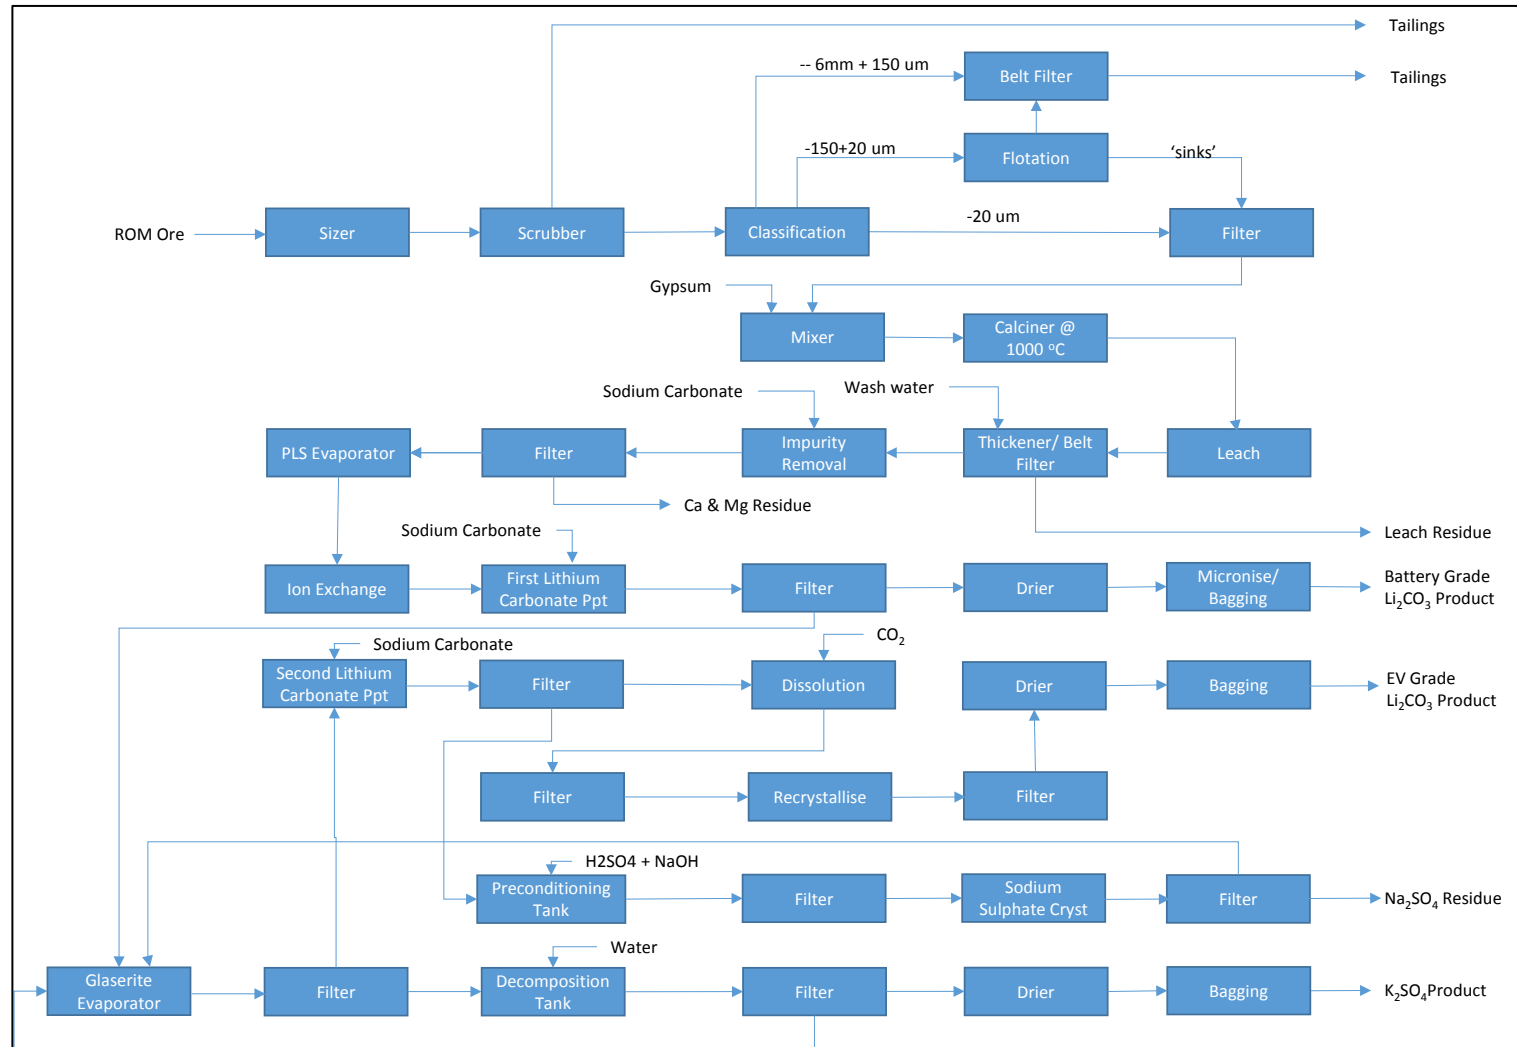 Tailings
-- 6mm + 150 um
Belt Filter
Tailings
-150+20 um
Flotation
‘sinks’
ROM Ore
Sizer
Scrubber
Classification
-20 um
Filter
Gypsum
Mixer
Calciner @
1000 °C
Sodium Carbonate
Wash water
PLS Evaporator
Filter
Impurity
Removal
Thickener/ Belt
Filter
Leach
Ca & Mg Residue
Leach Residue
Sodium Carbonate
Ion Exchange
First Lithium
Carbonate Ppt
Filter
Drier
Micronise/
Bagging
Battery Grade
Li₂CO₃ Product
Sodium Carbonate
CO₂
Second Lithium
Carbonate Ppt
Filter
Dissolution
Drier
Bagging
EV Grade
Li₂CO₃ Product
Filter
Recrystallise
Filter
H2SO4 + NaOH
Preconditioning
Tank
Filter
Sodium
Sulphate Cryst
Filter
Na₂SO₄ Residue
Water
Glaserite
Evaporator
Filter
Decomposition
Tank
Filter
Drier
Bagging
K₂SO₄Product